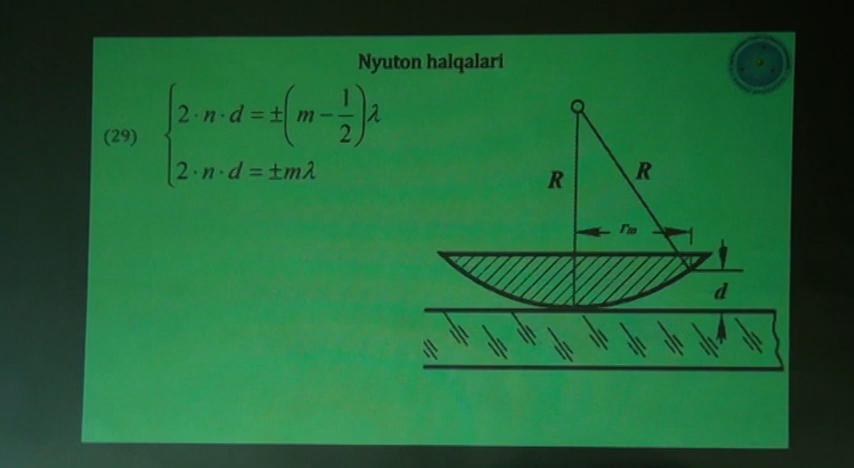 Nyuton halqalari
(29)
2 · n · d = ±(m − 1/2)λ
2 · n · d = ±mλ
R
R
rm
d